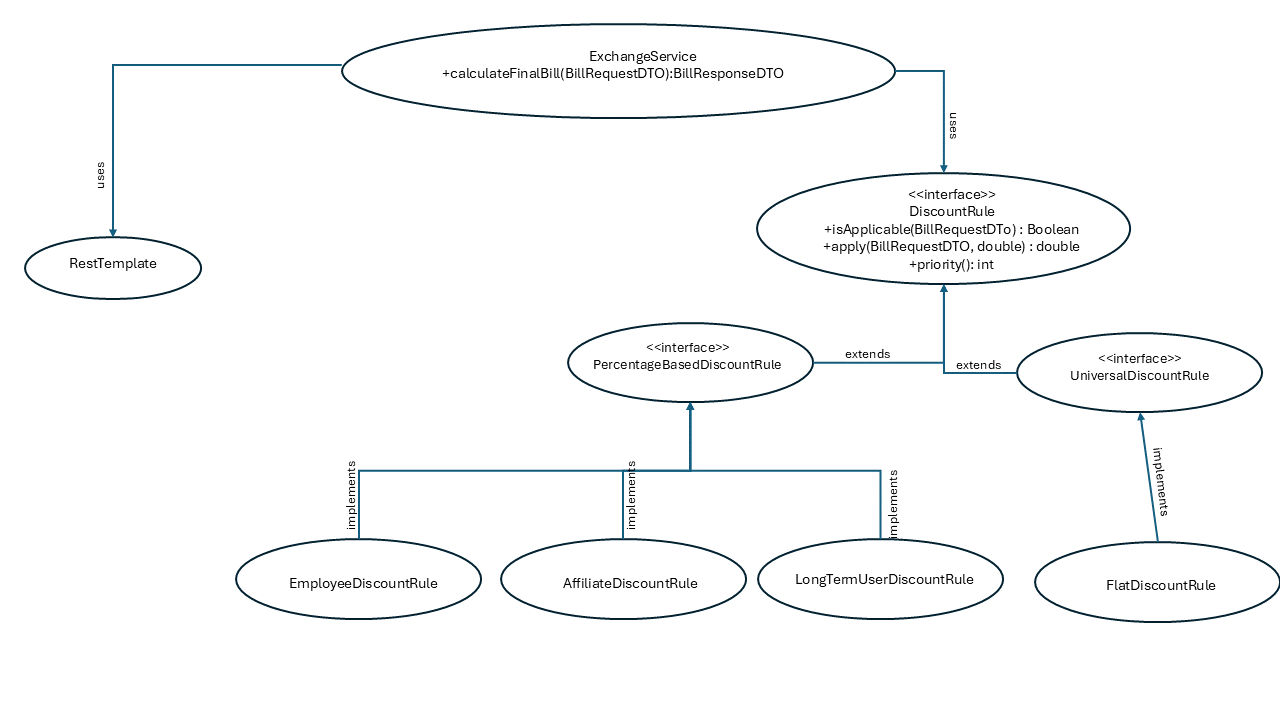 ExchangeService
+calculateFinalBill(BillRequestDTO):BillResponseDTO
uses
uses
<<interface>>
DiscountRule
+isApplicable(BillRequestDTo) : Boolean
+apply(BillRequestDTO, double) : double
+priority(): int
RestTemplate
<<interface>>
PercentageBasedDiscountRule
extends
extends
<<interface>>
UniversalDiscountRule
implements
implements
implements
implements
EmployeeDiscountRule
AffiliateDiscountRule
LongTermUserDiscountRule
FlatDiscountRule